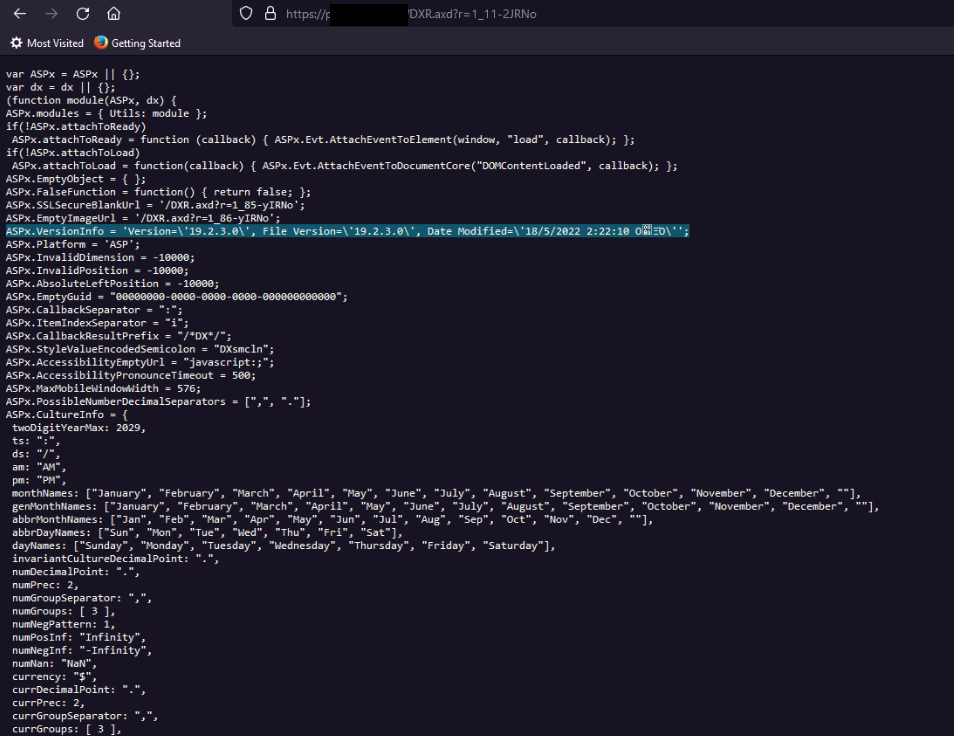 https://p /DXR.axd?r=1_11-2JRNo
Most Visited Getting Started
var ASPx = ASPx || {};
var dx = dx || {};
(function module(ASPx, dx) {
ASPx.modules = { Utils: module };
if(!ASPx.attachToReady)
ASPx.attachToReady = function (callback) { ASPx.Evt.AttachEventToElement(window, "load", callback); };
if(!ASPx.attachToLoad)
ASPx.attachToLoad = function(callback) { ASPx.Evt.AttachEventToDocumentCore("DOMContentLoaded", callback); };
ASPx.EmptyObject = { };
ASPx.FalseFunction = function() { return false; };
ASPx.SSLSecureBlankUrl = '/DXR.axd?r=1_85-yIRNo';
ASPx.EmptyImageUrl = '/DXR.axd?r=1_86-yIRNo';
ASPx.VersionInfo = 'Version=\'19.2.3.0\', File Version=\'19.2.3.0\', Date Modified=\'18/5/2022 2:22:10
ASPx.Platform = 'ASP';
ASPx.InvalidDimension = -10000;
ASPx.InvalidPosition = -10000;
ASPx.AbsoluteLeftPosition = -10000;
ASPx.EmptyGuid = "00000000-0000-0000-0000-000000000000";
ASPx.CallbackSeparator = ":";
ASPx.ItemIndexSeparator = "i";
ASPx.CallbackResultPrefix = "/*DX*/";
ASPx.StyleValueEncodedSemicolon = "DXsmcln";
ASPx.AccessibilityEmptyUrl = "javascript:;";
ASPx.AccessibilityPronounceTimeout = 500;
ASPx.MaxMobileWindowWidth = 576;
ASPx.PossibleNumberDecimalSeparators = [",", "."];
ASPx.CultureInfo = {
twoDigitYearMax: 2029,
ts: ":",
ds: "/",
am: "AM",
pm: "PM",
monthNames: ["January", "February", "March", "April", "May", "June", "July", "August", "September", "October", "November", "December", ""],
genMonthNames: ["January", "February", "March", "April", "May", "June", "July", "August", "September", "October", "November", "December", ""],
abbrMonthNames: ["Jan", "Feb", "Mar", "Apr", "May", "Jun", "Jul", "Aug", "Sep", "Oct", "Nov", "Dec", ""],
abbrDayNames: ["Sun", "Mon", "Tue", "Wed", "Thu", "Fri", "Sat"],
dayNames: ["Sunday", "Monday", "Tuesday", "Wednesday", "Thursday", "Friday", "Saturday"],
invariantCultureDecimalPoint: ".",
numDecimalPoint: ".",
numPrec: 2,
numGroupSeparator: ",",
numGroups: [ 3 ],
numNegPattern: 1,
numPosInf: "Infinity",
numNegInf: "-Infinity",
numNan: "NaN",
currency: "$",
currDecimalPoint: ".",
currPrec: 2,
currGroupSeparator: ",",
currGroups: [ 3 ],